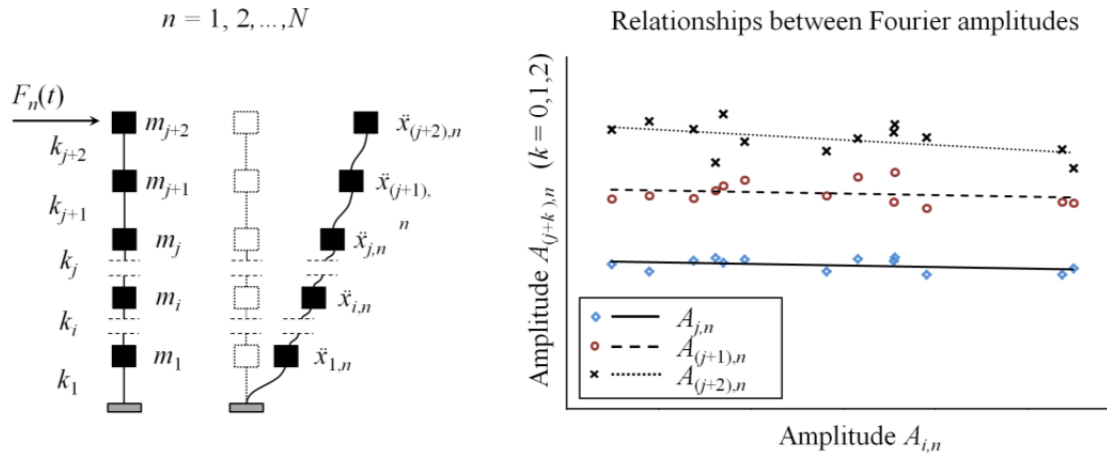 n = 1, 2,..., N
Fₙ(t)
mⱼ₊₂
kⱼ₊₂
mⱼ₊₁
kⱼ₊₁
mⱼ
kⱼ
mᵢ
kᵢ
m₁
k₁
ẍ₍ⱼ₊₂₎,ₙ
ẍ₍ⱼ₊₁₎,
n
ẍⱼ,ₙ
ẍᵢ,ₙ
ẍ₁,ₙ
Relationships between Fourier amplitudes
Amplitude A₍ⱼ₊ₖ₎,ₙ (k = 0,1,2)
Aⱼ,ₙ
A₍ⱼ₊₁₎,ₙ
A₍ⱼ₊₂₎,ₙ
Amplitude Aᵢ,ₙ